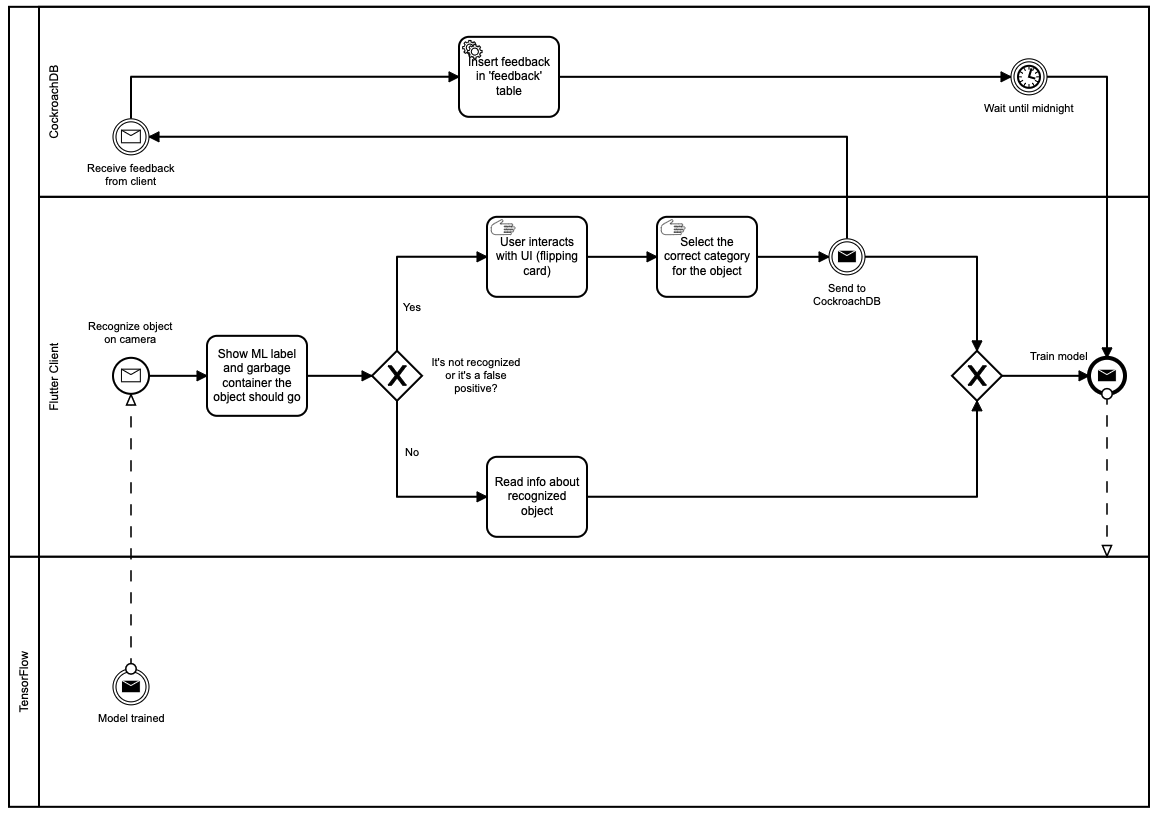 CockroachDB
Insert feedback
in 'feedback'
table
Wait until midnight
Receive feedback
from client
Flutter Client
User interacts
with UI (flipping
card)
Select the
correct category
for the object
Send to
CockroachDB
Yes
Recognize object
on camera
Show ML label
and garbage
container the
object should go
It's not recognized
or it's a false
positive?
Train model
No
Read info about
recognized
object
TensorFlow
Model trained